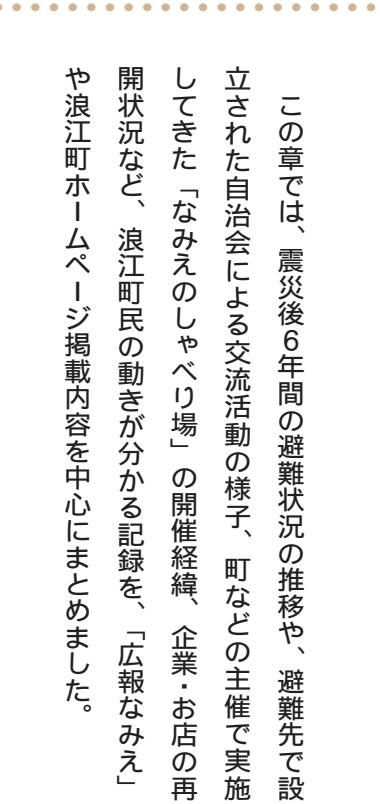 この章では、震災後６年間の避難状況の推移や、避難先で設
立された自治会による交流活動の様子、町などの主催で実施
してきた「なみえのしゃべり場」の開催経緯、企業・お店の再
開状況など、浪江町民の動きが分かる記録を、「広報なみえ」
や浪江町ホームページ掲載内容を中心にまとめました。